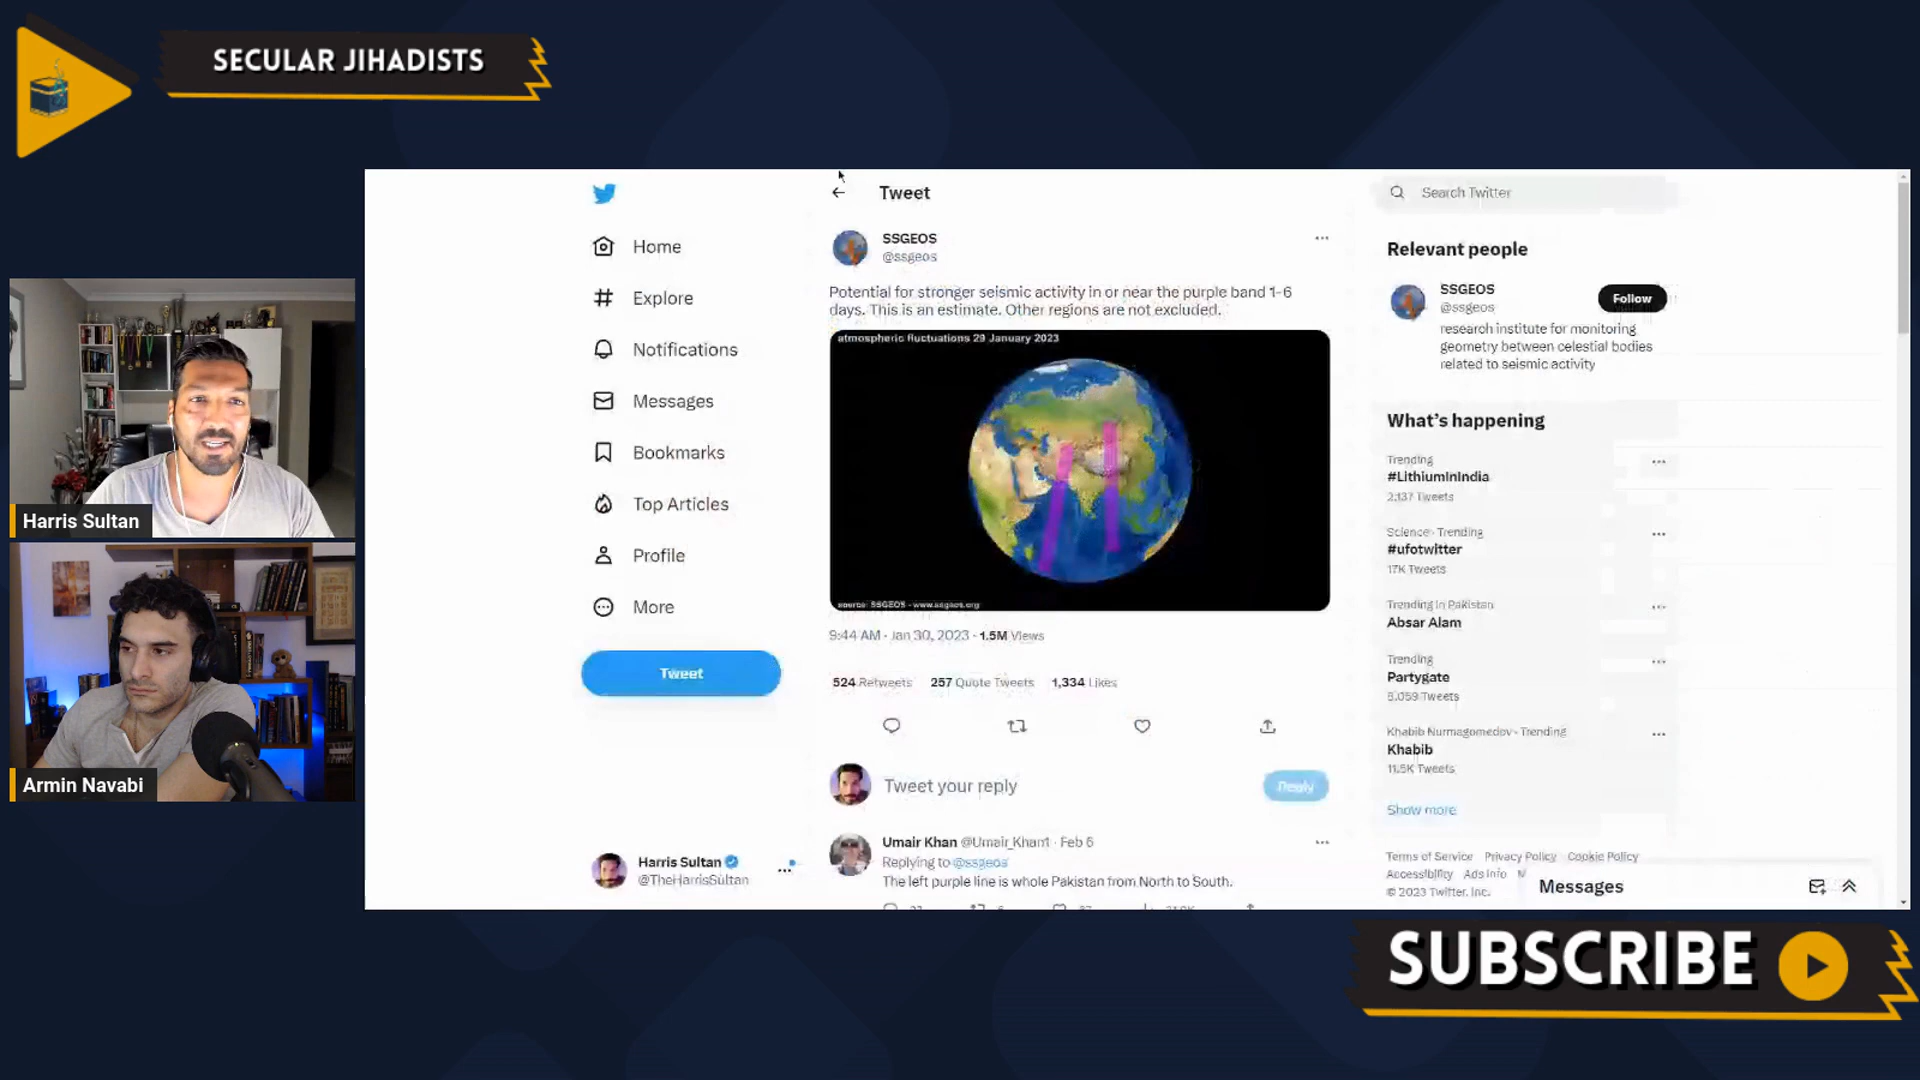 SECULAR JIHADISTS
Harris Sultan
Armin Navabi
Home
Explore
Notifications
Messages
Bookmarks
Top Articles
Profile
More
Tweet
Harris Sultan
@TheHarrisSultan
Tweet
SSGEOS
@ssgeos
Potential for stronger seismic activity in or near the purple band 1-6
days. This is an estimate. Other regions are not excluded.
atmospheric fluctuations 29 January 2023
source: SSGEOS - www.ssgeos.org
9:44 AM · Jan 30, 2023 · 1.5M Views
524 Retweets 257 Quote Tweets 1,334 Likes
Tweet your reply
Reply
Umair Khan @Umair_Khan1 · Feb 6
Replying to @ssgeos
The left purple line is whole Pakistan from North to South.
Search Twitter
Relevant people
SSGEOS
@ssgeos
Follow
research institute for monitoring
geometry between celestial bodies
related to seismic activity
What's happening
Trending
#LithiumInIndia
2,137 Tweets
Science · Trending
#ufotwitter
17K Tweets
Trending in Pakistan
Absar Alam
Trending
Partygate
Tweets
Khabib Nurmagomedov · Trending
Khabib
11.5K Tweets
Show more
Terms of Service Privacy Policy Cookie Policy
Accessibility Ads info
© 2023 Twitter, Inc.
Messages
SUBSCRIBE